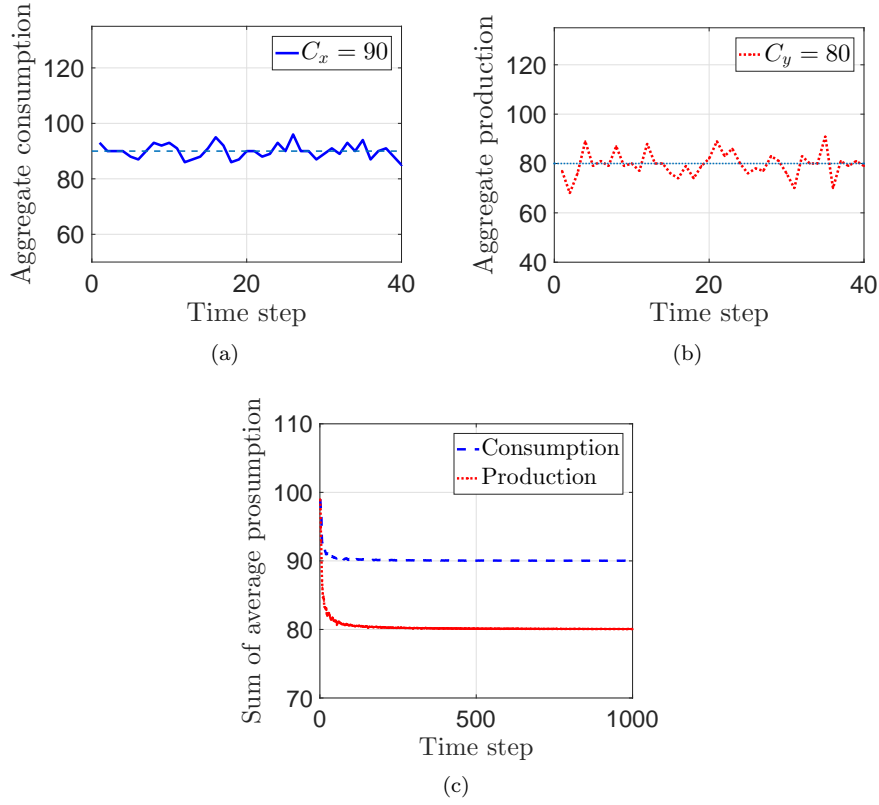 Aggregate consumption
120
100
80
60
0
20
40
Time step
$C_x = 90$
(a)
Aggregate production
120
100
80
60
40
0
20
40
Time step
$C_y = 80$
(b)
Sum of average prosumption
110
100
90
80
70
0
500
1000
Time step
Consumption
Production
(c)